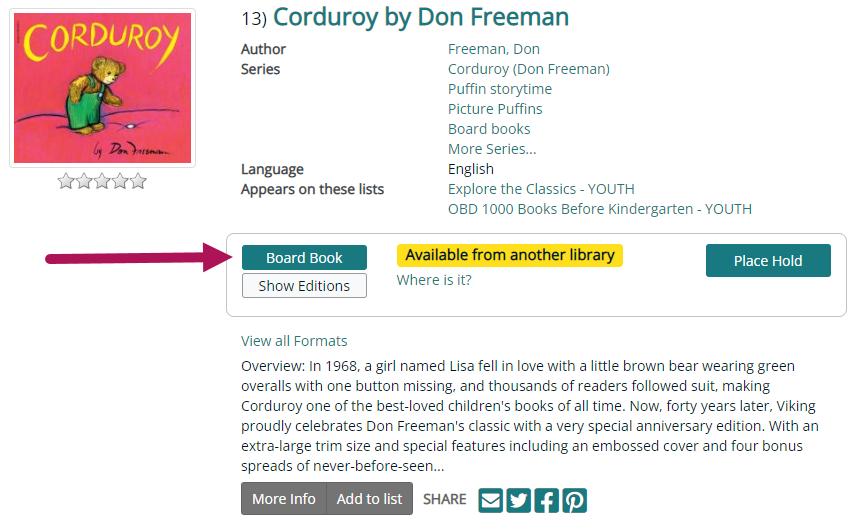 CORDUROY
by Don Freeman
13) Corduroy by Don Freeman
Author Freeman, Don
Series Corduroy (Don Freeman)
Puffin storytime
Picture Puffins
Board books
More Series...
Language English
Appears on these lists Explore the Classics - YOUTH
OBD 1000 Books Before Kindergarten - YOUTH
Board Book Available from another library Place Hold
Show Editions Where is it?
View all Formats
Overview: In 1968, a girl named Lisa fell in love with a little brown bear wearing green
overalls with one button missing, and thousands of readers followed suit, making
Corduroy one of the best-loved children's books of all time. Now, forty years later, Viking
proudly celebrates Don Freeman's classic with a very special anniversary edition. With an
extra-large trim size and special features including an embossed cover and four bonus
spreads of never-before-seen...
More Info Add to list SHARE